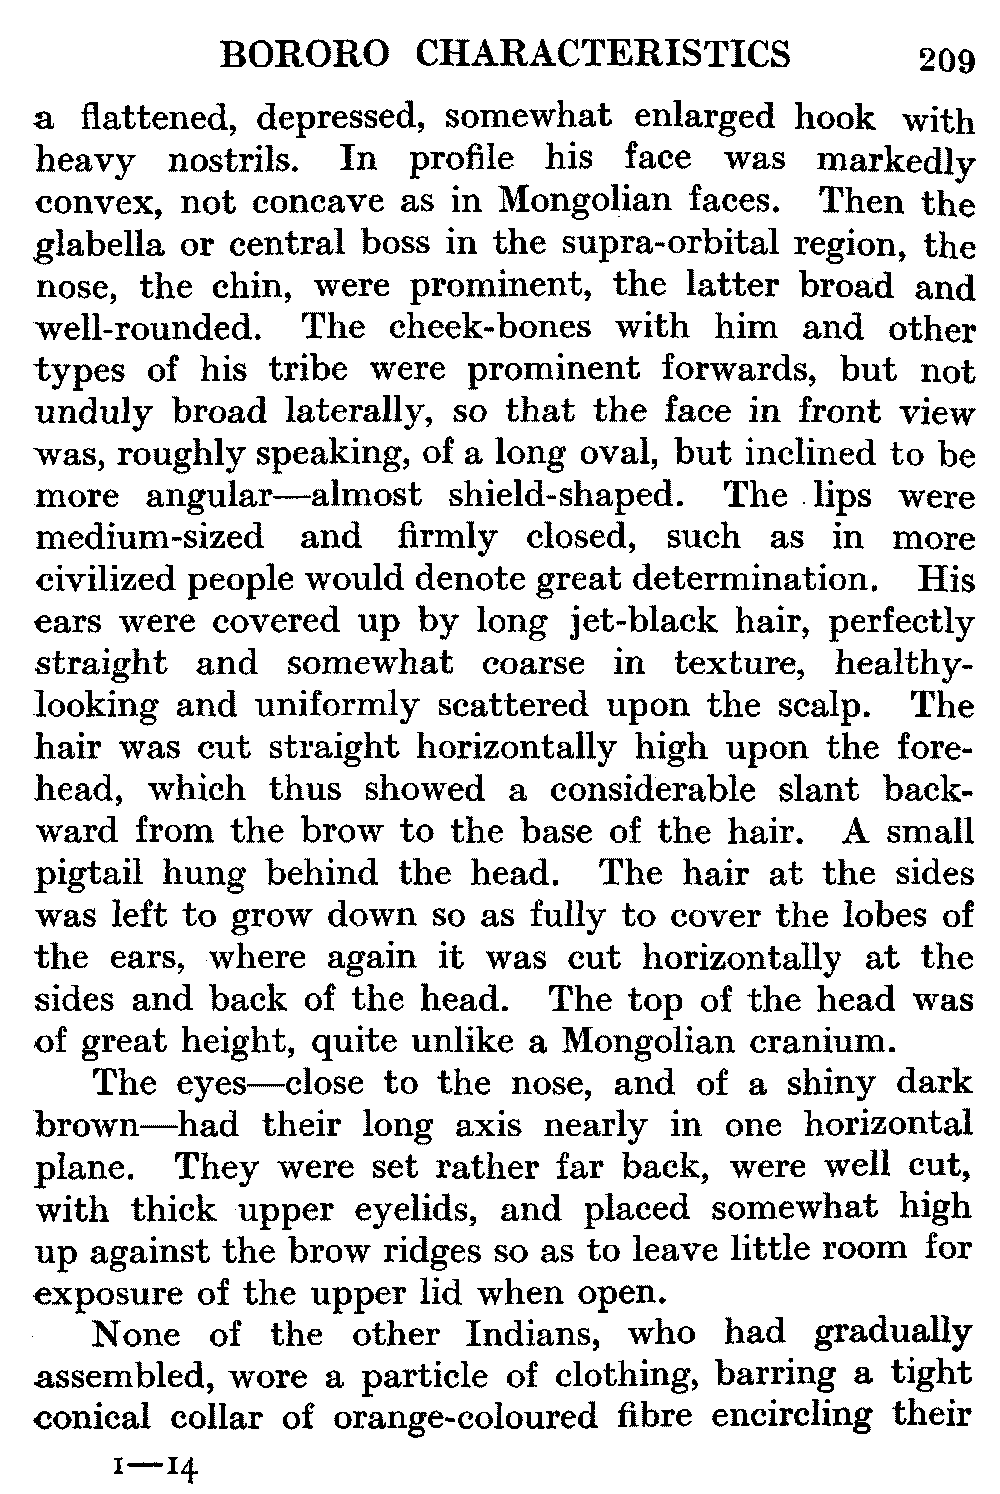 BORORO CHARACTERISTICS 209
a flattened, depressed, somewhat enlarged hook with
heavy nostrils. In profile his face was markedly
convex, not concave as in Mongolian faces. Then the
glabella or central boss in the supra-orbital region, the
nose, the chin, were prominent, the latter broad and
well-rounded. The cheek-bones with him and other
types of his tribe were prominent forwards, but not
unduly broad laterally, so that the face in front view
was, roughly speaking, of a long oval, but inclined to be
more angular—almost shield-shaped. The lips were
medium-sized and firmly closed, such as in more
civilized people would denote great determination. His
ears were covered up by long jet-black hair, perfectly
straight and somewhat coarse in texture, healthy-
looking and uniformly scattered upon the scalp. The
hair was cut straight horizontally high upon the fore-
head, which thus showed a considerable slant back-
ward from the brow to the base of the hair. A small
pigtail hung behind the head. The hair at the sides
was left to grow down so as fully to cover the lobes of
the ears, where again it was cut horizontally at the
sides and back of the head. The top of the head was
of great height, quite unlike a Mongolian cranium.
The eyes—close to the nose, and of a shiny dark
brown—had their long axis nearly in one horizontal
plane. They were set rather far back, were well cut,
with thick upper eyelids, and placed somewhat high
up against the brow ridges so as to leave little room for
exposure of the upper lid when open.
None of the other Indians, who had gradually
assembled, wore a particle of clothing, barring a tight
conical collar of orange-coloured fibre encircling their
1—14